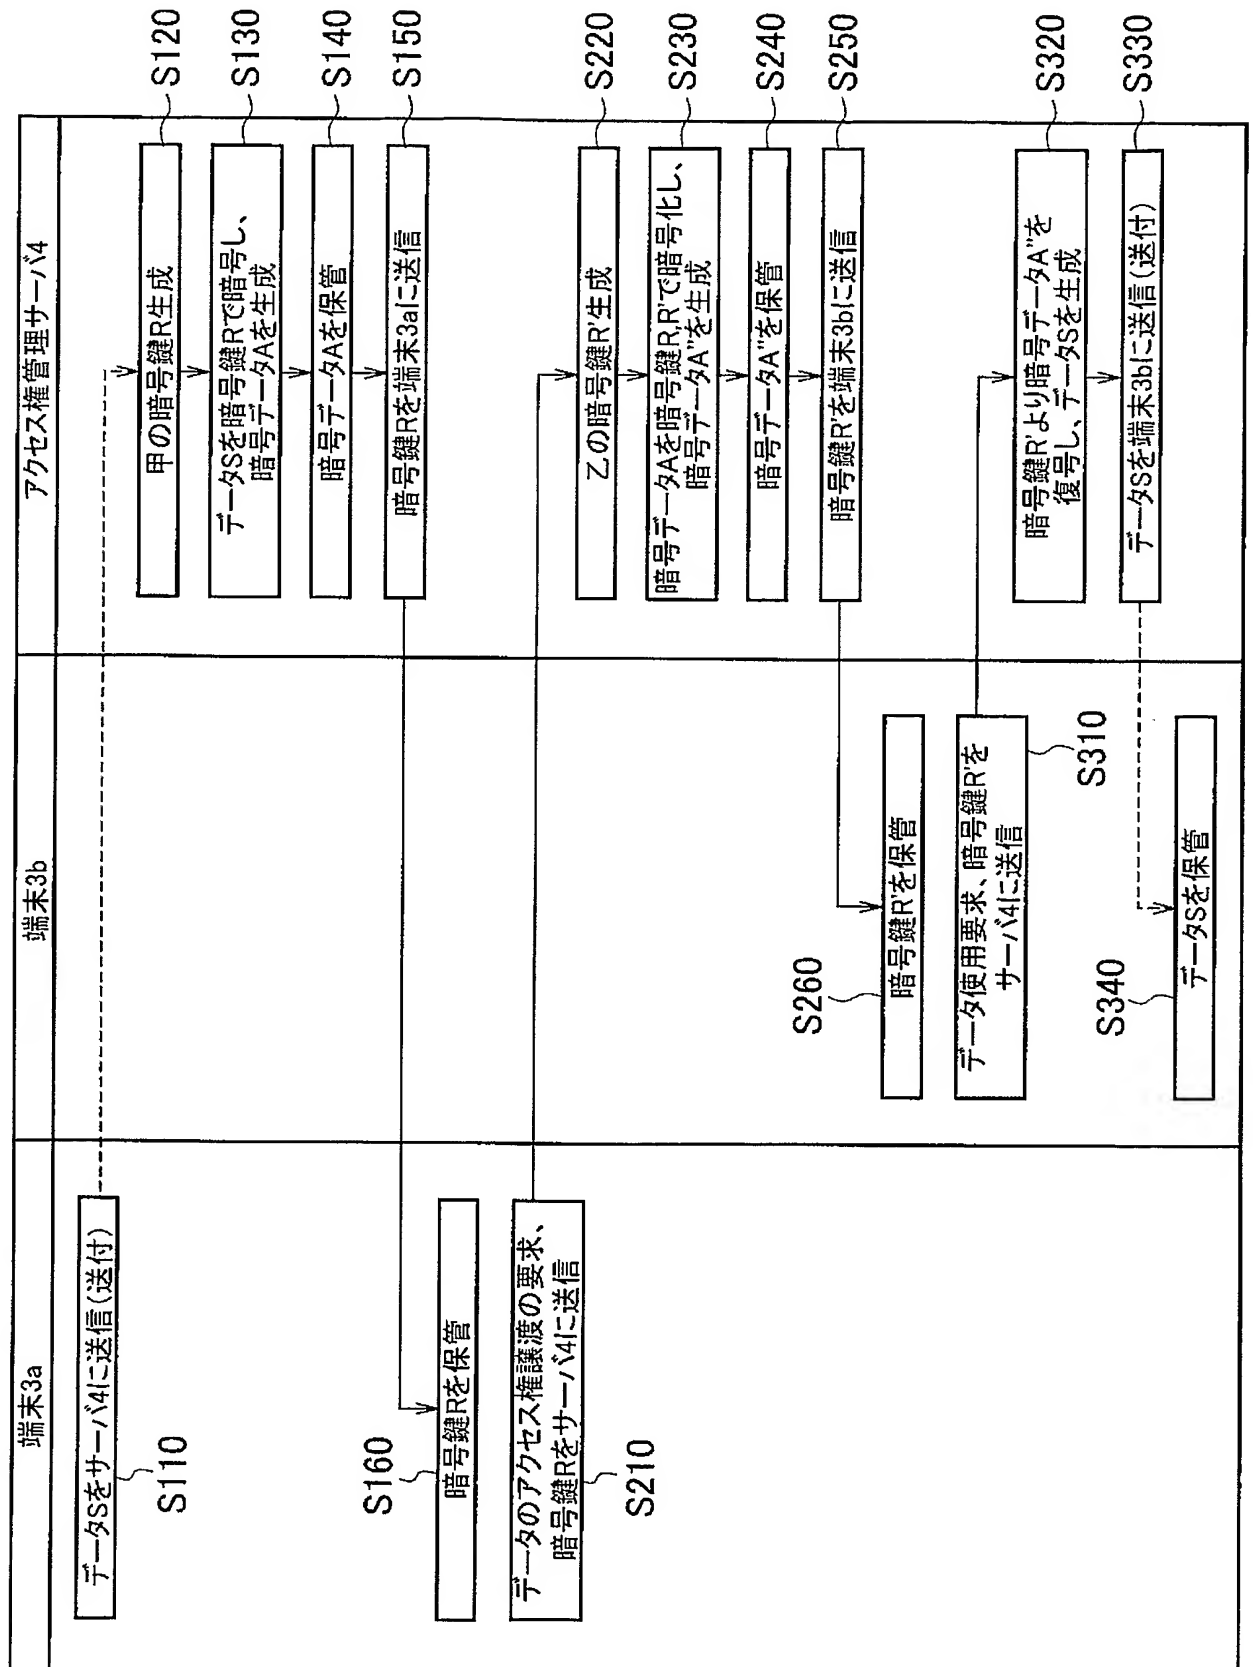 端末3a
端末3b
アクセス権管理サーバ4
データSをサーバ4に送信(送付)
S110
甲の暗号鍵R生成
S120
データSを暗号鍵Rで暗号し、
暗号データAを生成
S130
暗号データAを保管
S140
暗号鍵Rを端末3aに送信
S150
暗号鍵Rを保管
S160
データのアクセス権譲渡の要求、
暗号鍵Rをサーバ4に送信
S210
乙の暗号鍵R'生成
S220
暗号データAを暗号鍵R,R'で暗号化し、
暗号データA"を生成
S230
暗号データA"を保管
S240
暗号鍵R'を端末3bに送信
S250
暗号鍵R'を保管
S260
データ使用要求、暗号鍵R'を
サーバ4に送信
S310
暗号鍵R'より暗号データA"を
復号し、データSを生成
S320
データSを端末3bに送信(送付)
S330
データSを保管
S340